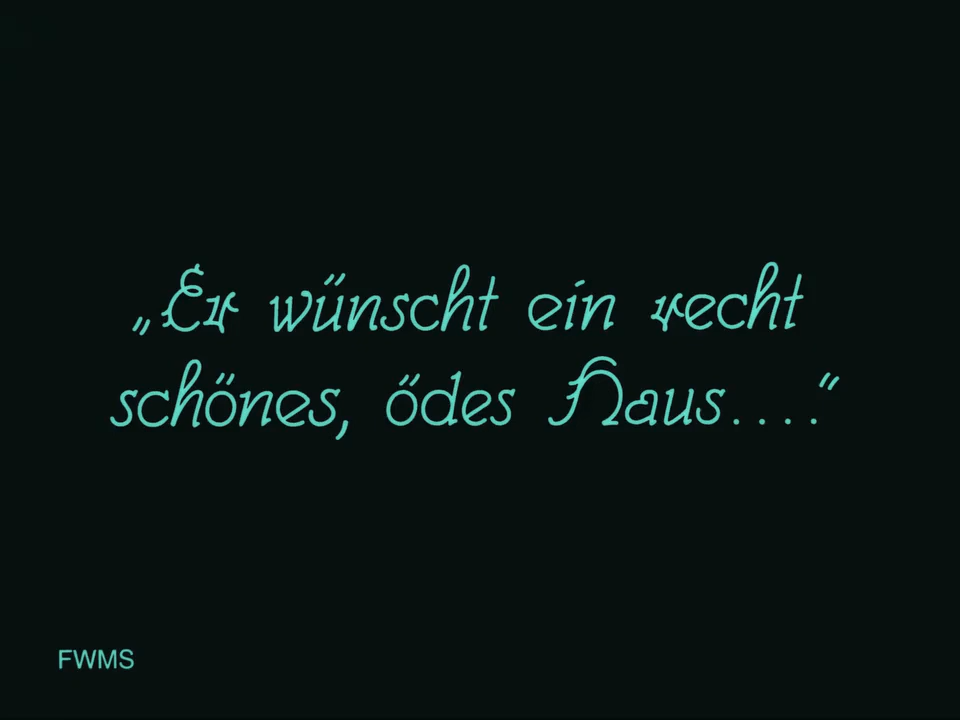 „Er wünscht ein recht
schönes, ödes Haus...."
FWMS